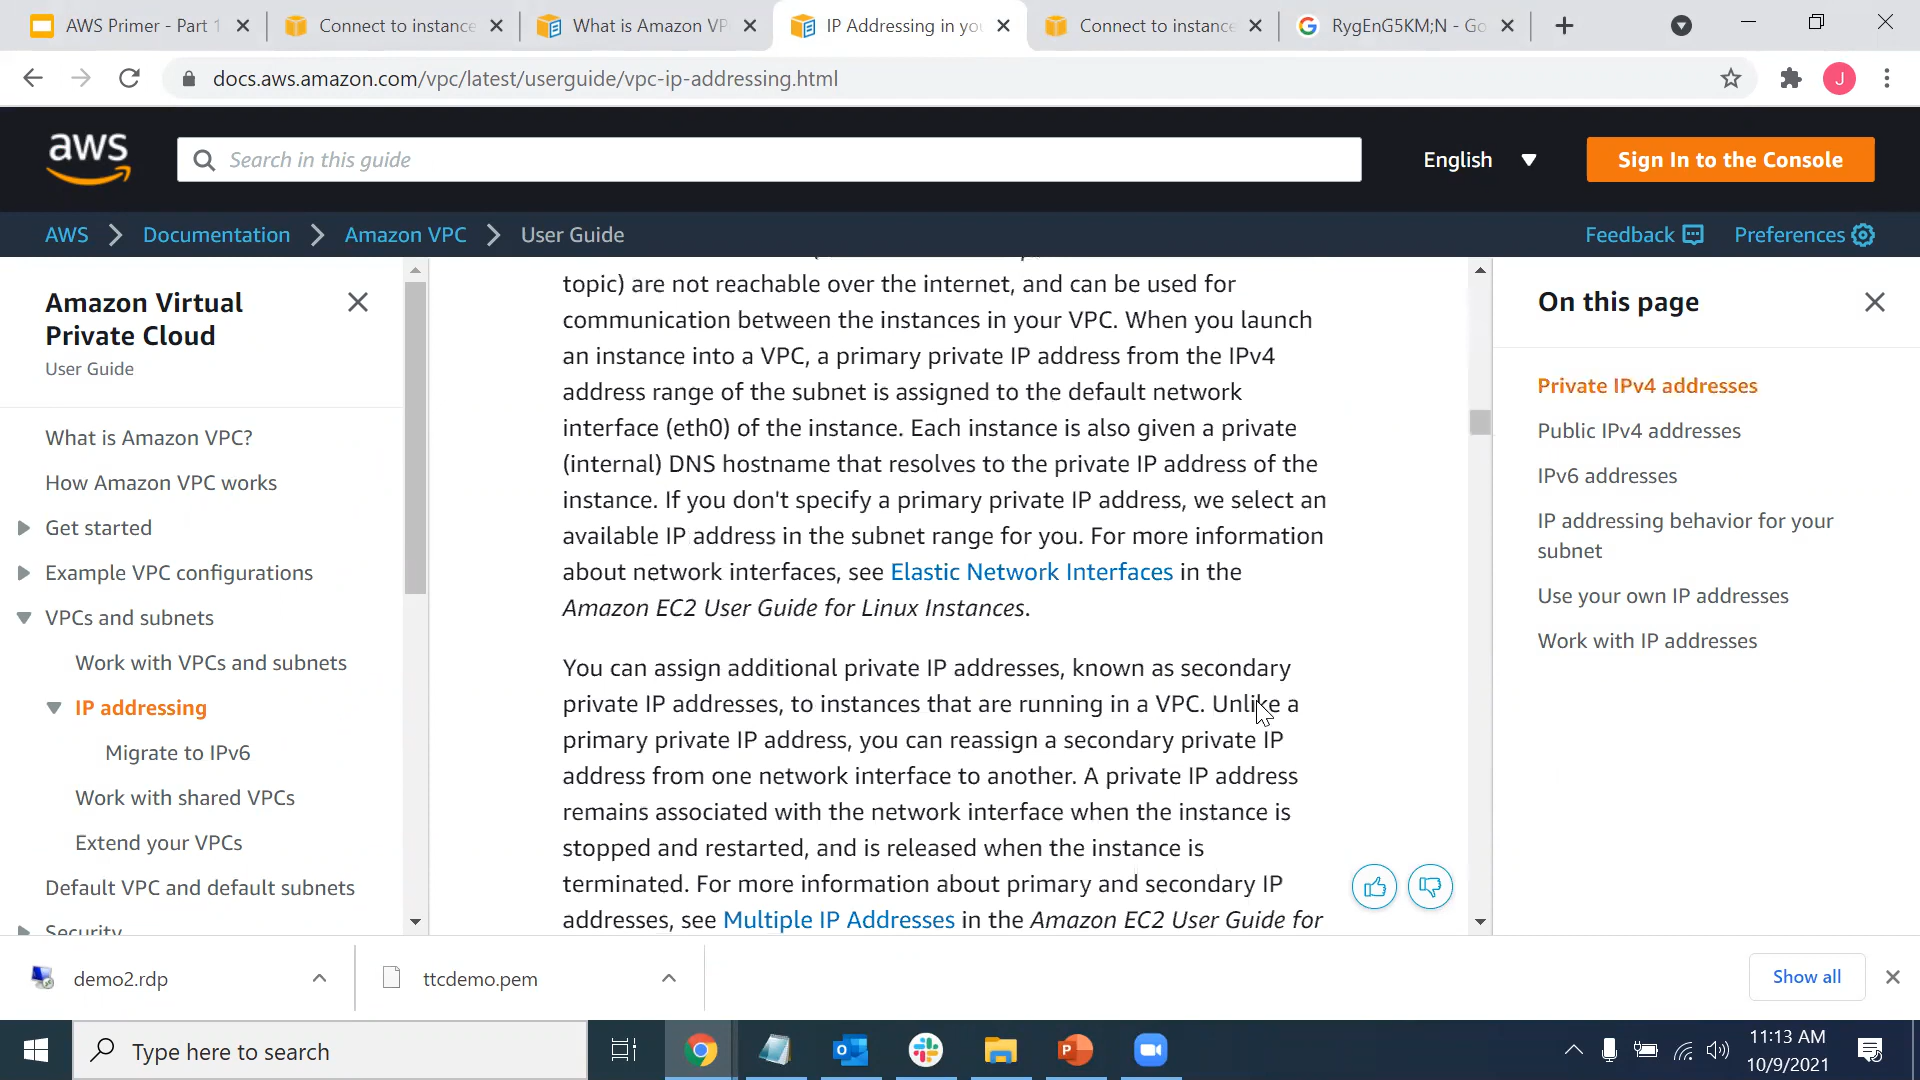 AWS Primer - Part 1
Connect to instance
What is Amazon VP
IP Addressing in yo
Connect to instance
RygEnG5KM;N - Go
docs.aws.amazon.com/vpc/latest/userguide/vpc-ip-addressing.html
J
aws
Search in this guide
English
Sign In to the Console
AWS
Documentation
Amazon VPC
User Guide
Feedback
Preferences
Amazon Virtual
Private Cloud
User Guide
What is Amazon VPC?
How Amazon VPC works
Get started
Example VPC configurations
VPCs and subnets
Work with VPCs and subnets
IP addressing
Migrate to IPv6
Work with shared VPCs
Extend your VPCs
Default VPC and default subnets
Security
topic) are not reachable over the internet, and can be used for
communication between the instances in your VPC. When you launch
an instance into a VPC, a primary private IP address from the IPv4
address range of the subnet is assigned to the default network
interface (eth0) of the instance. Each instance is also given a private
(internal) DNS hostname that resolves to the private IP address of the
instance. If you don't specify a primary private IP address, we select an
available IP address in the subnet range for you. For more information
about network interfaces, see Elastic Network Interfaces in the
Amazon EC2 User Guide for Linux Instances.
You can assign additional private IP addresses, known as secondary
private IP addresses, to instances that are running in a VPC. Unlike a
primary private IP address, you can reassign a secondary private IP
address from one network interface to another. A private IP address
remains associated with the network interface when the instance is
stopped and restarted, and is released when the instance is
terminated. For more information about primary and secondary IP
addresses, see Multiple IP Addresses in the Amazon EC2 User Guide for
On this page
Private IPv4 addresses
Public IPv4 addresses
IPv6 addresses
IP addressing behavior for your
subnet
Use your own IP addresses
Work with IP addresses
demo2.rdp
ttcdemo.pem
Show all
Type here to search
11:13 AM
10/9/2021